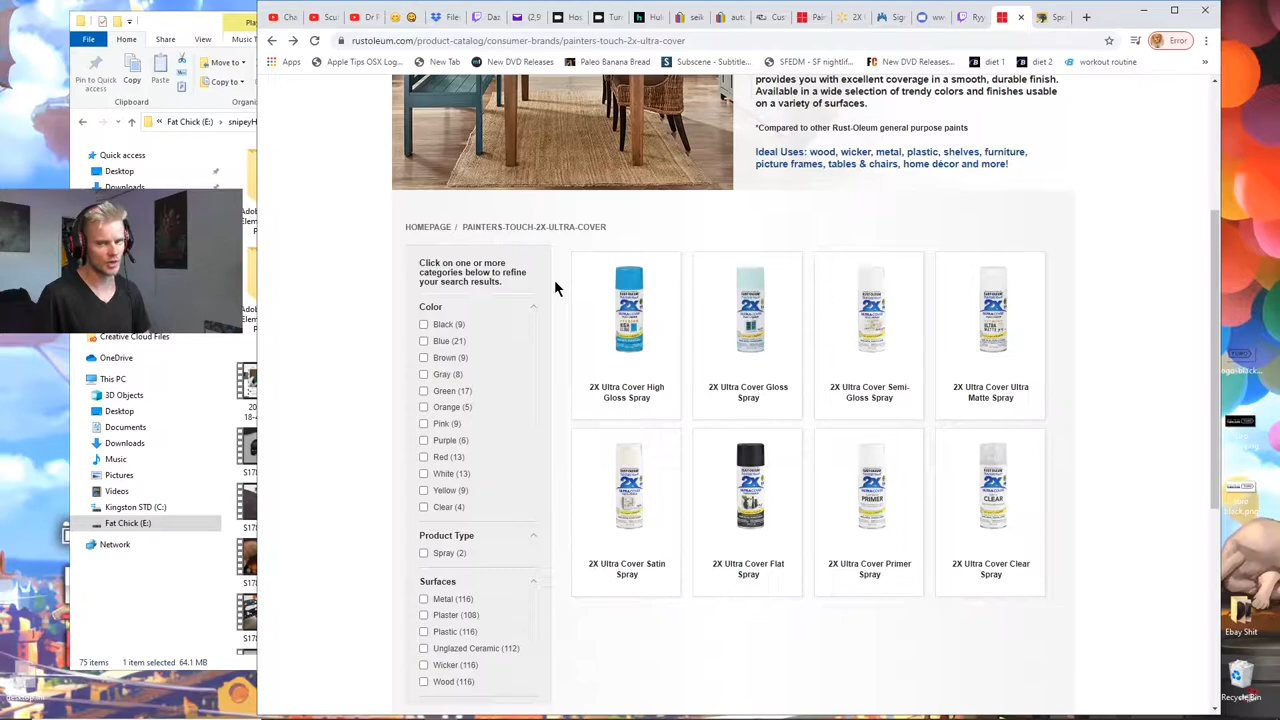 File
Home
Share
View
Pla
Music T
Pin to Quick
access
Copy
Paste
Move to
Copy to
Clipboard
Organ
Fat Chick (E:)
snipeyH
Quick access
Desktop
Downloads
Creative Cloud Files
OneDrive
This PC
3D Objects
Desktop
Documents
Downloads
Music
Pictures
Videos
Kingston STD (C:)
Fat Chick (E:)
Network
75 items
1 item selected 64.1 MB
rustoleum.com/product-catalog/consumer-brands/painters-touch-2x-ultra-cover
Error
Apps
Apple Tips OSX Log...
New Tab
New DVD Releases
Paleo Banana Bread
Subscene - Subtitle...
SFEDM - SF nightlif...
New DVD Releases...
diet 1
diet 2
workout routine
provides you with excellent coverage in a smooth, durable finish.
Available in a wide selection of trendy colors and finishes usable
on a variety of surfaces.
*Compared to other Rust-Oleum general purpose paints
Ideal Uses: wood, wicker, metal, plastic, shelves, furniture,
picture frames, tables & chairs, home décor and more!
HOMEPAGE / PAINTERS-TOUCH-2X-ULTRA-COVER
Click on one or more
categories below to refine
your search results.
Color
Black (9)
Blue (21)
Brown (9)
Gray (8)
Green (17)
Orange (5)
Pink (9)
Purple (6)
Red (13)
White (13)
Yellow (9)
Clear (4)
Product Type
Spray (2)
Surfaces
Metal (116)
Plaster (108)
Plastic (116)
Unglazed Ceramic (112)
Wicker (116)
Wood (116)
2X Ultra Cover High
Gloss Spray
2X Ultra Cover Gloss
Spray
2X Ultra Cover Semi-
Gloss Spray
2X Ultra Cover Ultra
Matte Spray
2X Ultra Cover Satin
Spray
2X Ultra Cover Flat
Spray
2X Ultra Cover Primer
Spray
2X Ultra Cover Clear
Spray
Ebay Shit
Recycle Bin